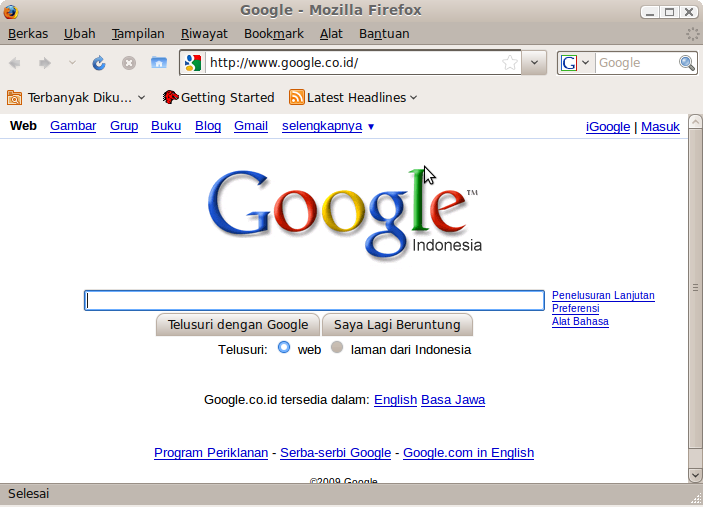 Google - Mozilla Firefox
Berkas Ubah Tampilan Riwayat Bookmark Alat Bantuan
http://www.google.co.id/ G Google
Terbanyak Diku... Getting Started Latest Headlines
Web Gambar Grup Buku Blog Gmail selengkapnya ▼ iGoogle | Masuk
Google™
Indonesia
Penelusuran Lanjutan
Preferensi
Alat Bahasa
Telusuri dengan Google Saya Lagi Beruntung
Telusuri: web laman dari Indonesia
Google.co.id tersedia dalam: English Basa Jawa
Program Periklanan - Serba-serbi Google - Google.com in English
©2009 Google
Selesai